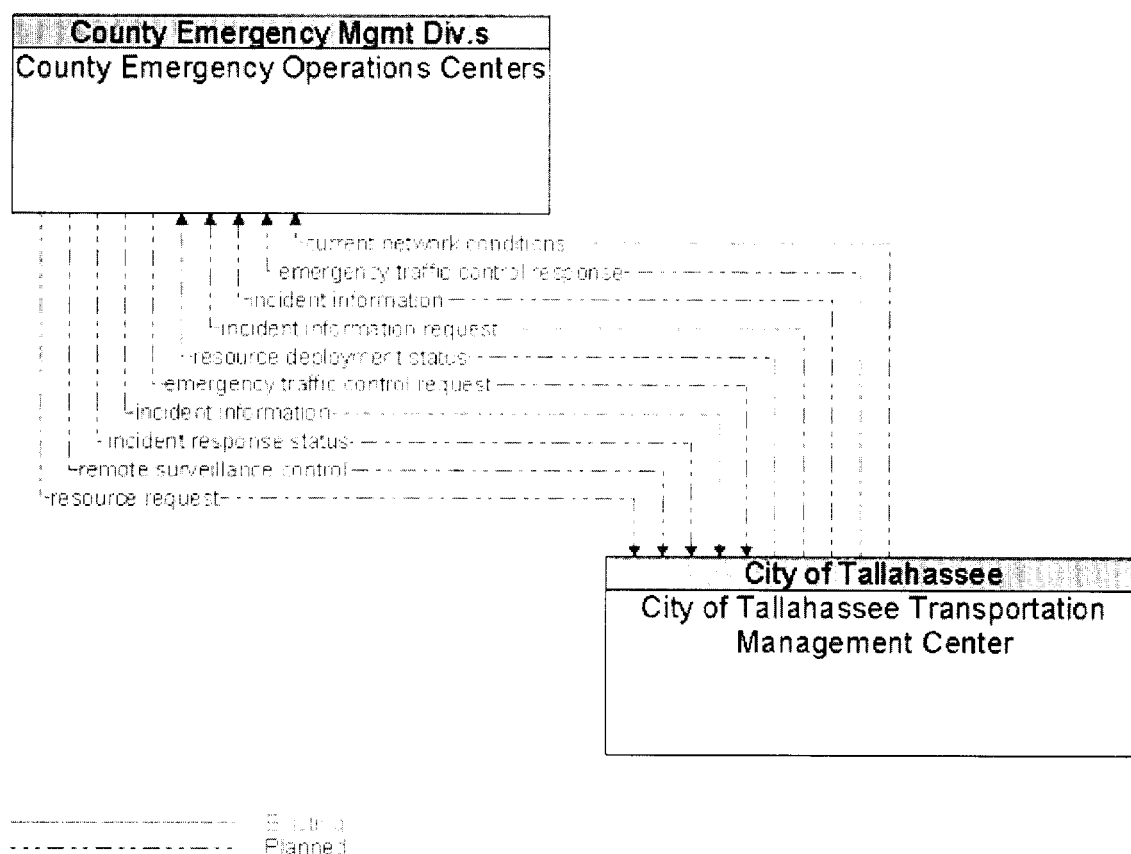 County Emergency Mgmt Div.s
County Emergency Operations Centers
current network conditions
emergency traffic control response
incident information
incident information request
resource deployment status
emergency traffic control request
incident information
incident response status
remote surveillance control
resource request
City of Tallahassee
City of Tallahassee Transportation
Management Center
Existing
Planned